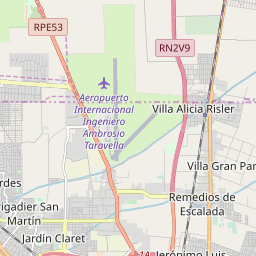 RPE53
RN2V9
Aeropuerto
Internacional
Ingeniero
Ambrosio
Taravella
Villa Alicia Risler
Villa Gran Par
rdes
Remedios de
Escalada
rigadier San
Martín
Jardín Claret
1A
Jerónimo Luis